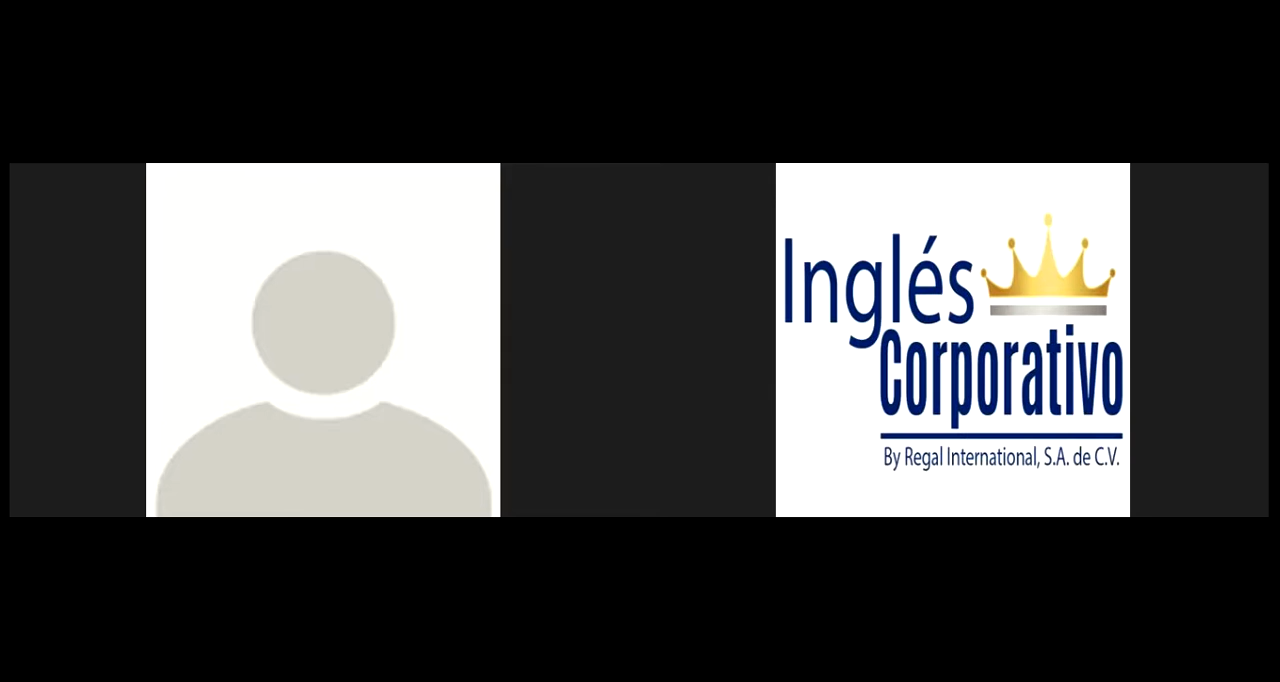 Inglés
Corporativo
By Regal International, S.A. de C.V.